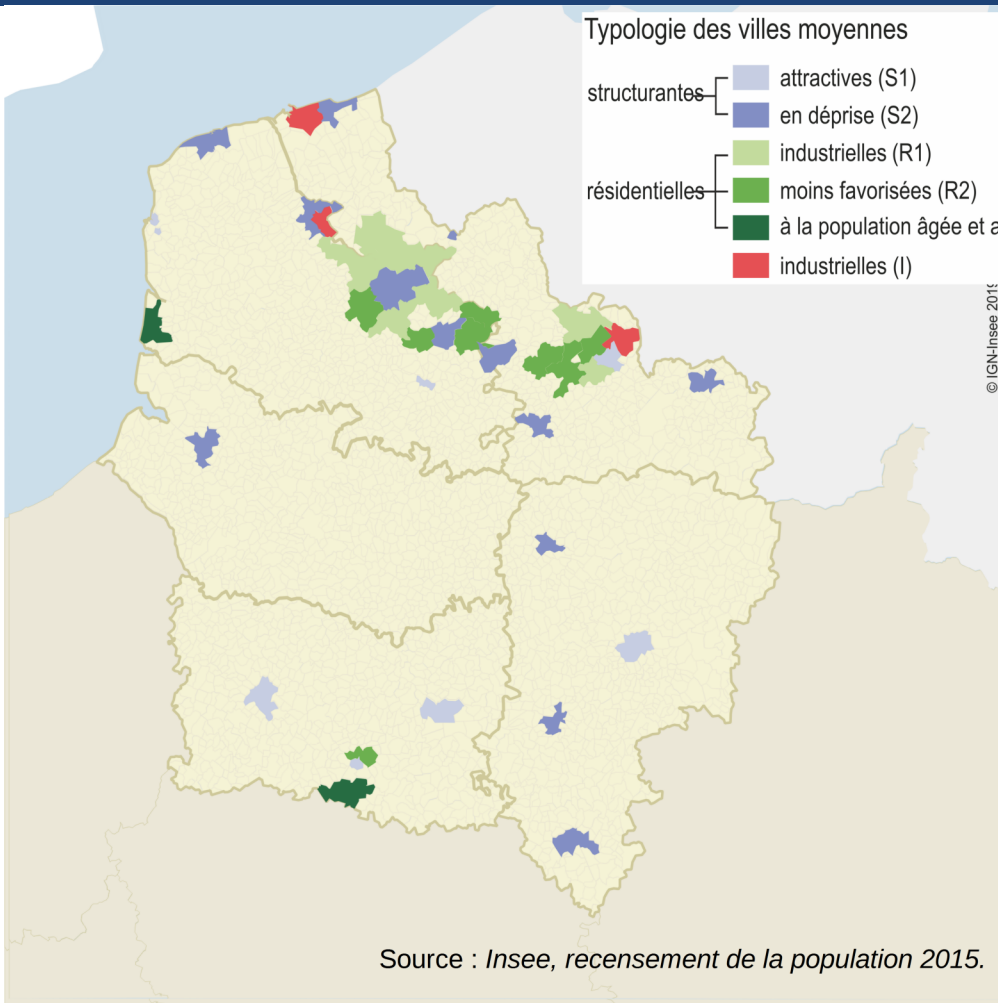 Typologie des villes moyennes
structurantes
attractives (S1)
en déprise (S2)
résidentielles
industrielles (R1)
moins favorisées (R2)
à la population âgée et a
industrielles (I)
© IGN-Insee 2019
Source : Insee, recensement de la population 2015.